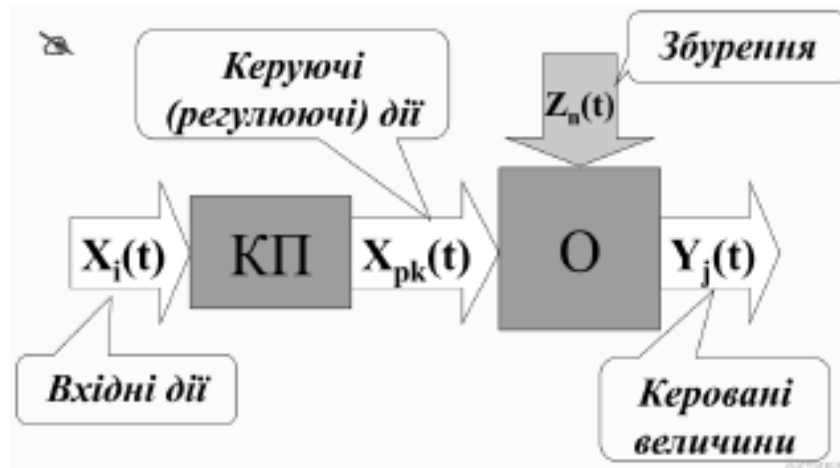 Керуючі
(регулюючі) дії
Збурення
Zn(t)
Xi(t)
КП
Xpk(t)
О
Yj(t)
Вхідні дії
Керовані
величини